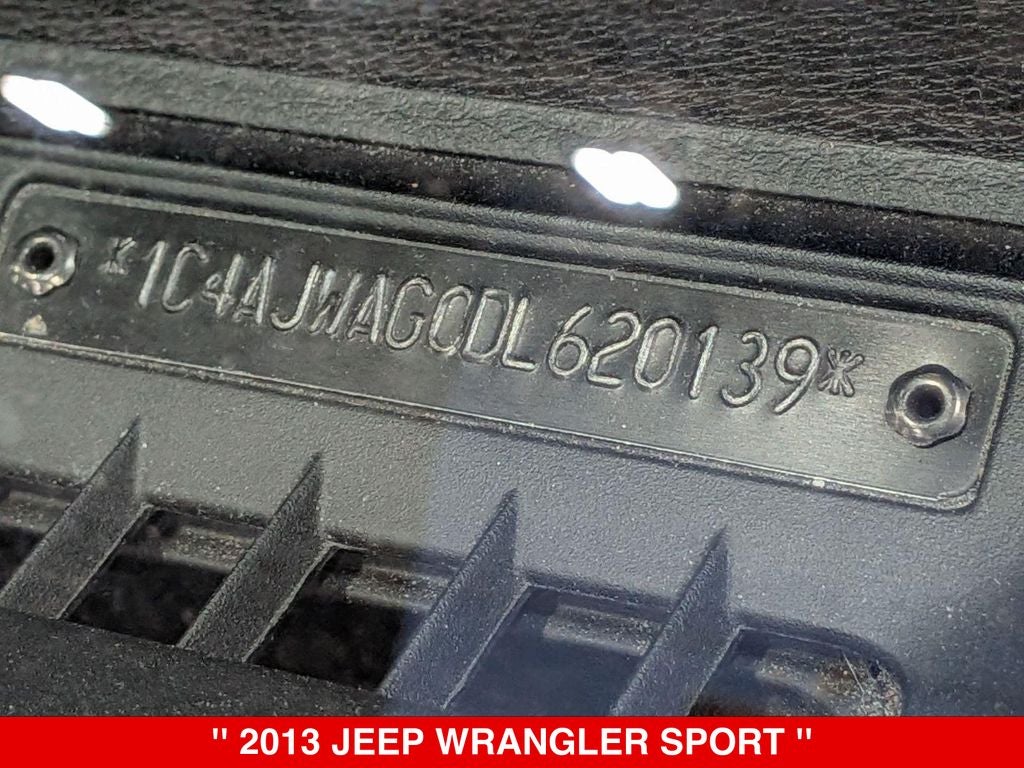 *1C4AJWAG0DL620139*
" 2013 JEEP WRANGLER SPORT "